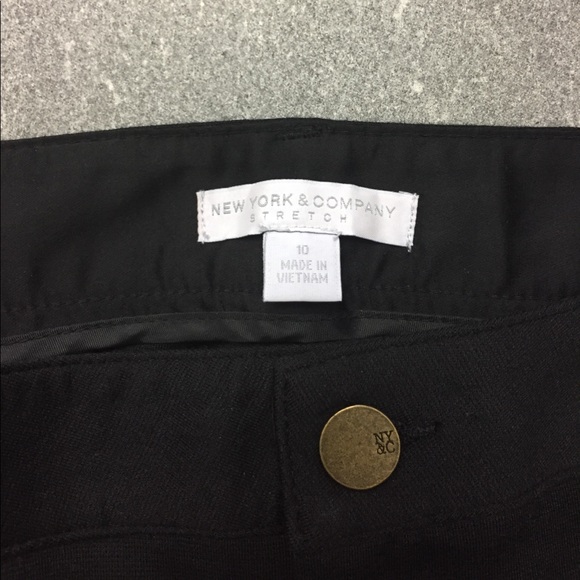 NEW YORK & COMPANY
STRETCH
10
MADE IN
VIETNAM
NY
&C